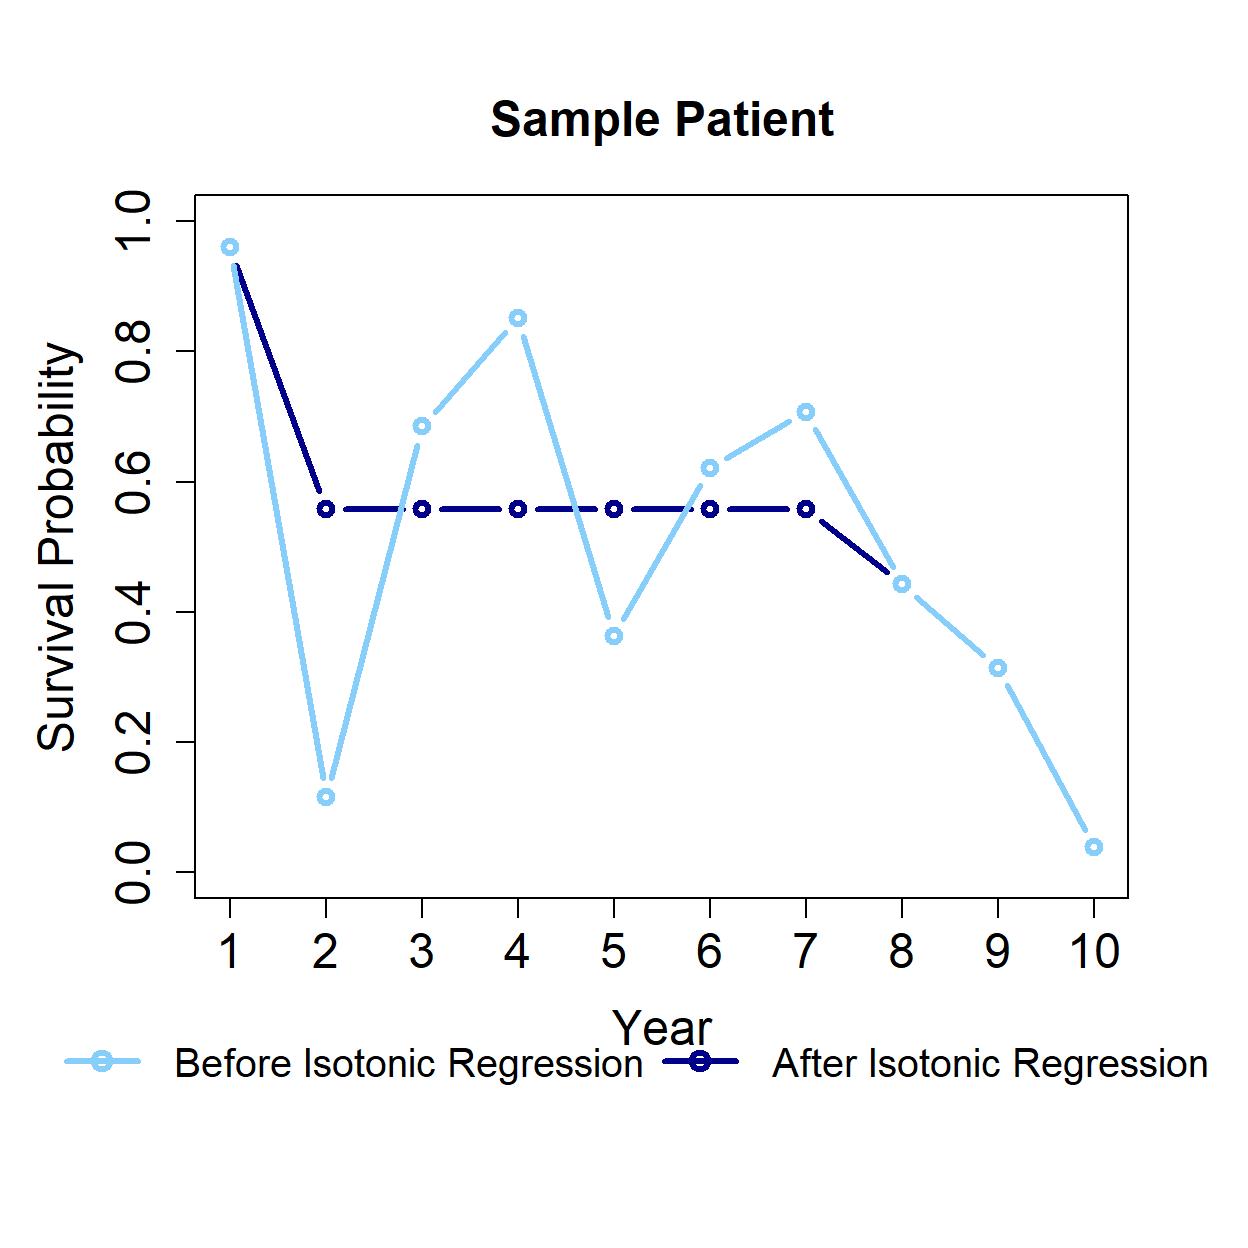 Sample Patient
Survival Probability
1.0
0.8
0.6
0.4
0.2
0.0
1 2 3 4 5 6 7 8 9 10
Year
Before Isotonic Regression After Isotonic Regression